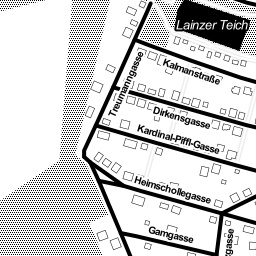 Lainzer Teich
Kalmanstraße
Treumanngasse
Dirkensgasse
Kardinal-Piffl-Gasse
Heimschollegasse
Gamgasse